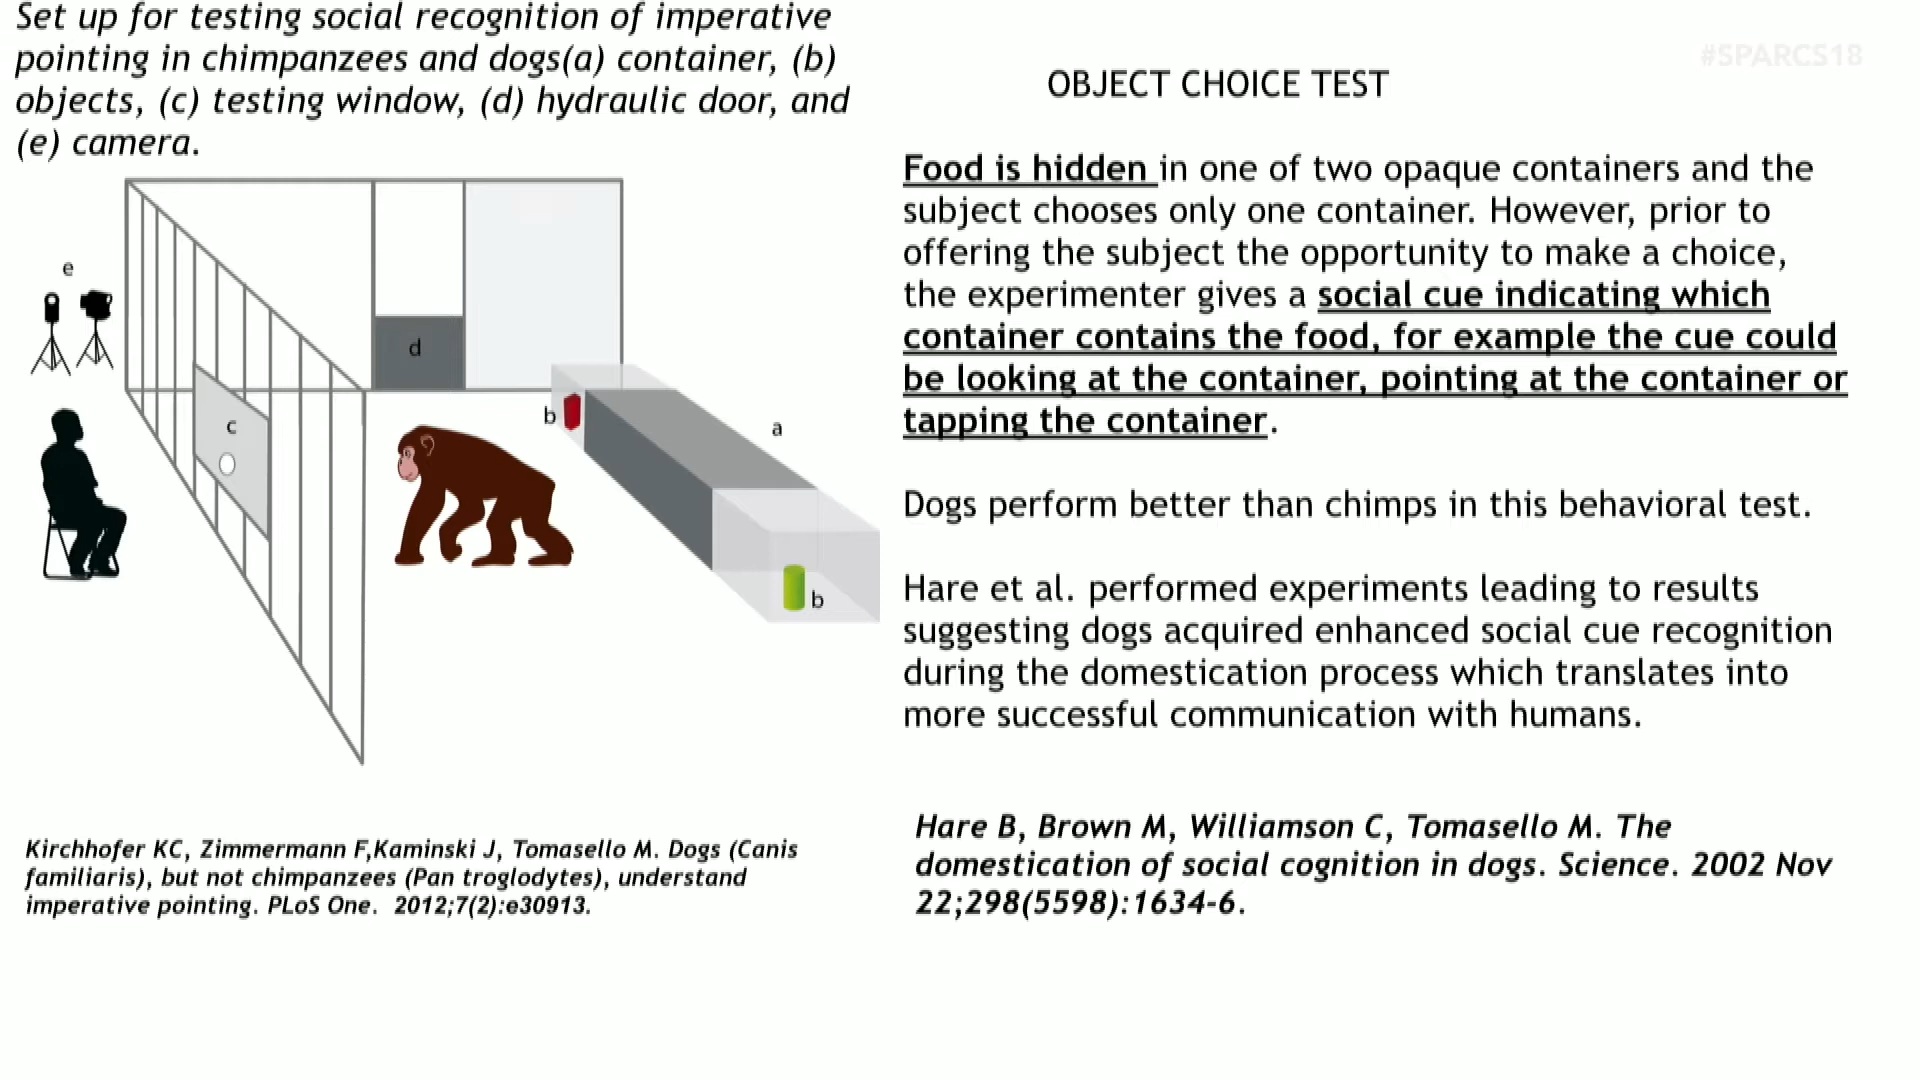 Set up for testing social recognition of imperative
pointing in chimpanzees and dogs(a) container, (b)
objects, (c) testing window, (d) hydraulic door, and
(e) camera.
e
d
c
b
a
b
Kirchhofer KC, Zimmermann F,Kaminski J, Tomasello M. Dogs (Canis
familiaris), but not chimpanzees (Pan troglodytes), understand
imperative pointing. PLoS One.  2012;7(2):e30913.
#SPARCS18
OBJECT CHOICE TEST
Food is hidden in one of two opaque containers and the
subject chooses only one container. However, prior to
offering the subject the opportunity to make a choice,
the experimenter gives a social cue indicating which
container contains the food, for example the cue could
be looking at the container, pointing at the container or
tapping the container.
Dogs perform better than chimps in this behavioral test.
Hare et al. performed experiments leading to results
suggesting dogs acquired enhanced social cue recognition
during the domestication process which translates into
more successful communication with humans.
Hare B, Brown M, Williamson C, Tomasello M. The
domestication of social cognition in dogs. Science. 2002 Nov
22;298(5598):1634-6.